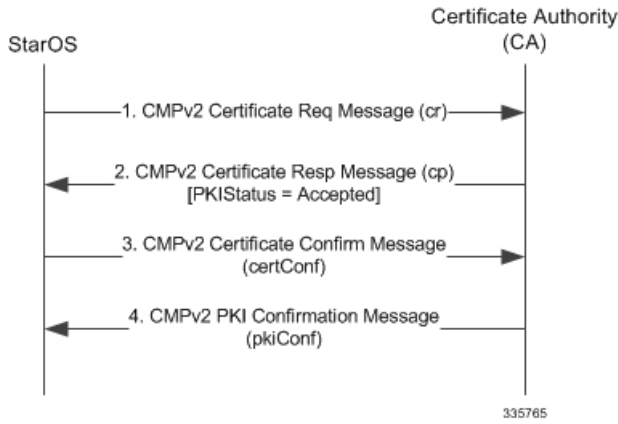 Certificate Authority
(CA)
StarOS
1. CMPv2 Certificate Req Message (cr)
2. CMPv2 Certificate Resp Message (cp)
[PKIStatus = Accepted]
3. CMPv2 Certificate Confirm Message
(certConf)
4. CMPv2 PKI Confirmation Message
(pkiConf)
335765